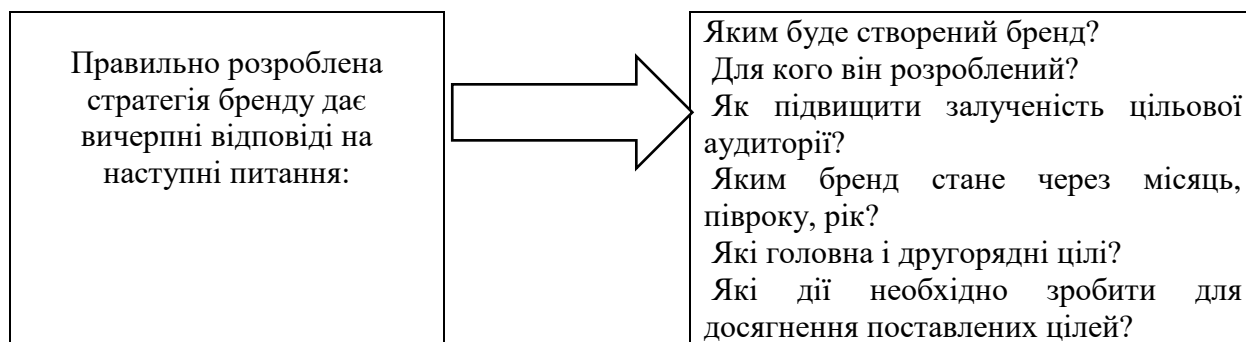 Правильно розроблена
стратегія бренду дає
вичерпні відповіді на
наступні питання:
Яким буде створений бренд?
Для кого він розроблений?
Як підвищити залученість цільової
аудиторії?
Яким бренд стане через місяць,
півроку, рік?
Які головна і другорядні цілі?
Які дії необхідно зробити для
досягнення поставлених цілей?